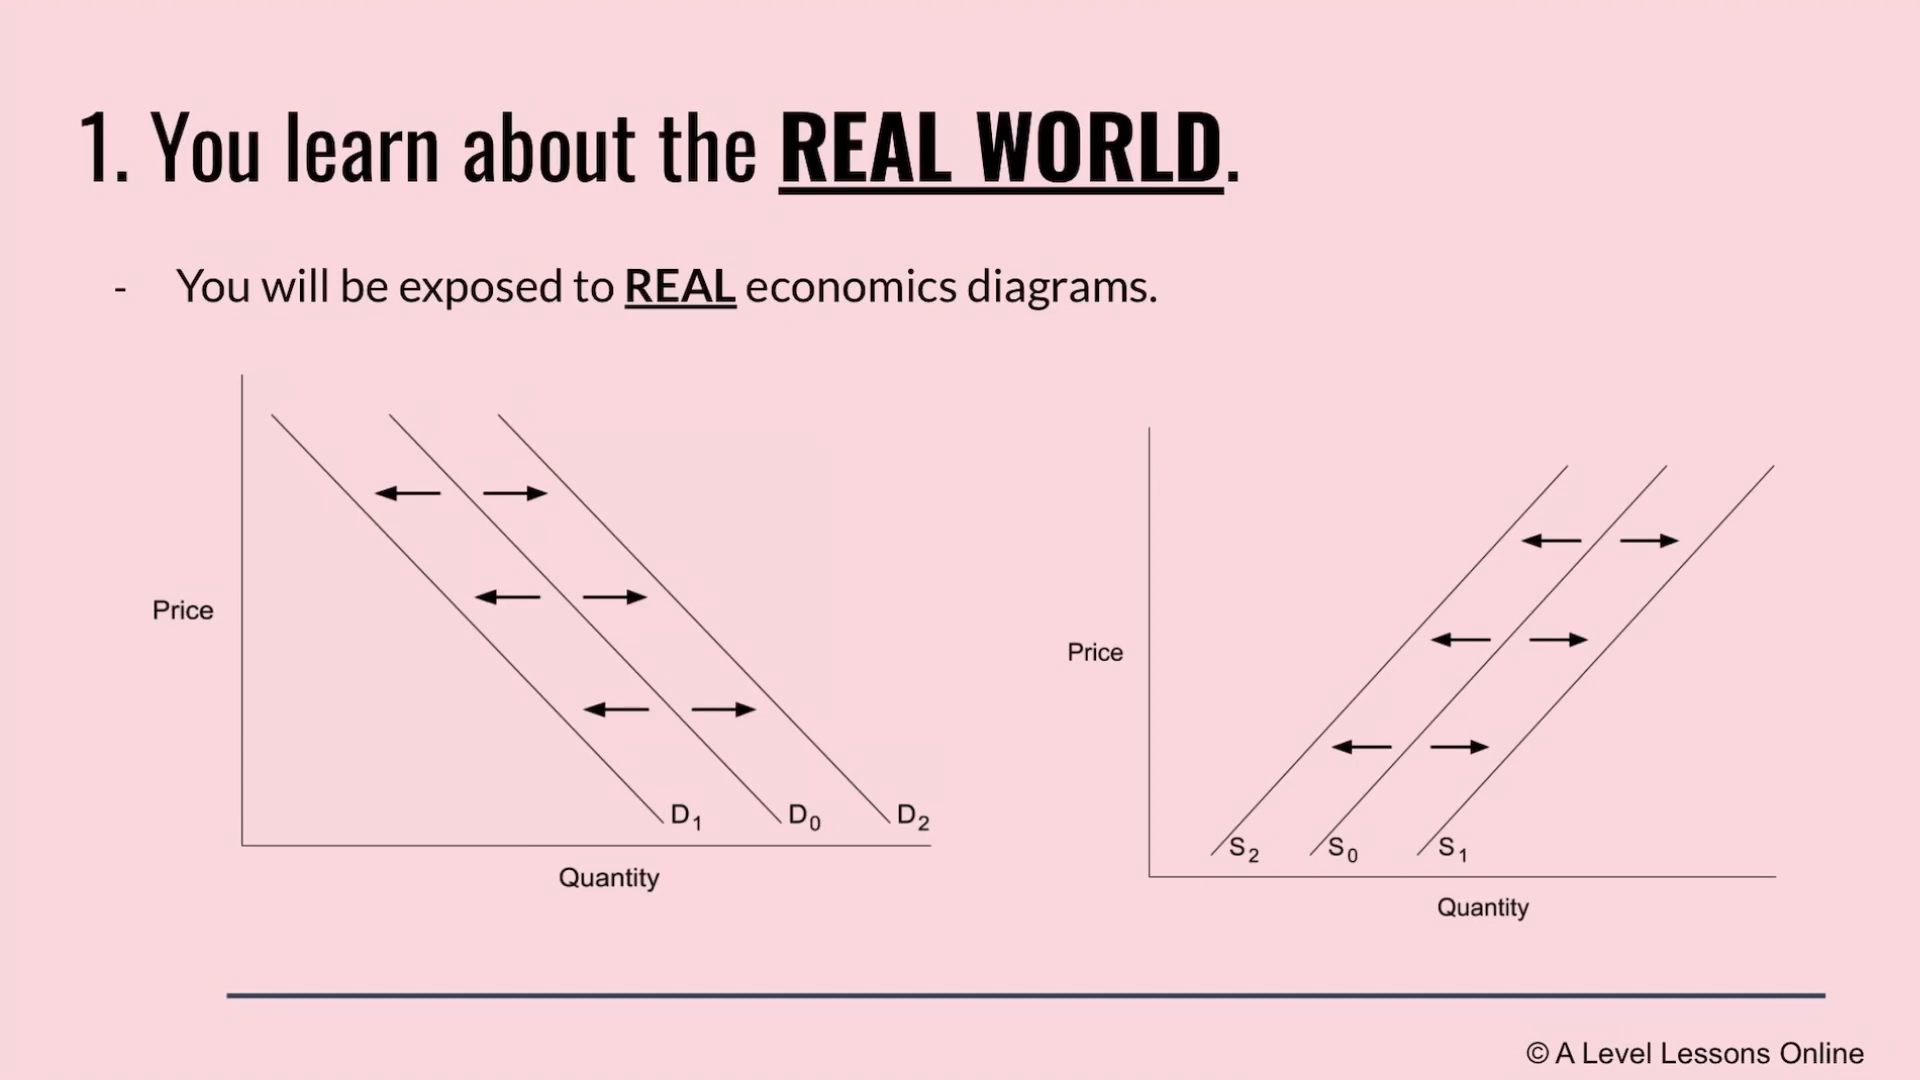 1. You learn about the REAL WORLD.
- You will be exposed to REAL economics diagrams.
Price
D1
D0
D2
Quantity
Price
S2
S0
S1
Quantity
© A Level Lessons Online